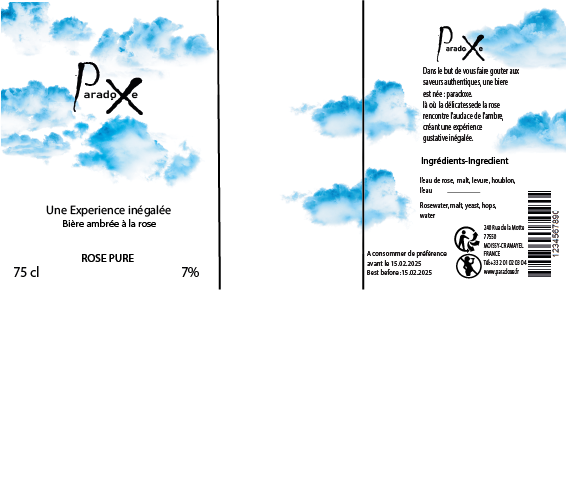 Paradoxe
Une Experience inégalée
Bière ambrée à la rose
ROSE PURE
75 cl
7%
Paradoxe
Dans le but de vous faire gouter aux
saveurs authentiques, une biere
est née : paradoxe.
là où la délicatessede la rose
rencontre l'audace de l'ambre,
créant une expérience
gustative inégalée.
Ingrédients-Ingredient
l'eau de rose, malt, levure, houblon,
l'eau
Rosewater, malt, yeast, hops,
water
A consommer de préférence
avant le 15.02.2025
Best before : 15.02.2025
248 Rue de la Motte
77550
MOISSY-CRAMAYEL
FRANCE
Tél:+33 2 01 02 03 04
www.paradoxe.fr
1234567890